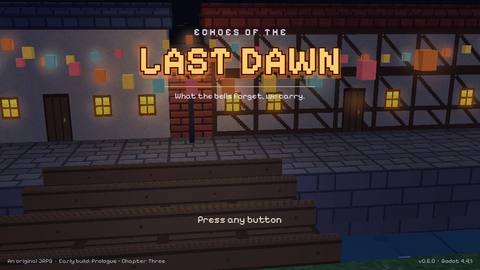 ECHOES OF THE
LAST DAWN
What the bells forget, we carry.
Press any button
An original JRPG · Early build: Prologue - Chapter Three
v0.6.0 · Godot 4.4.1